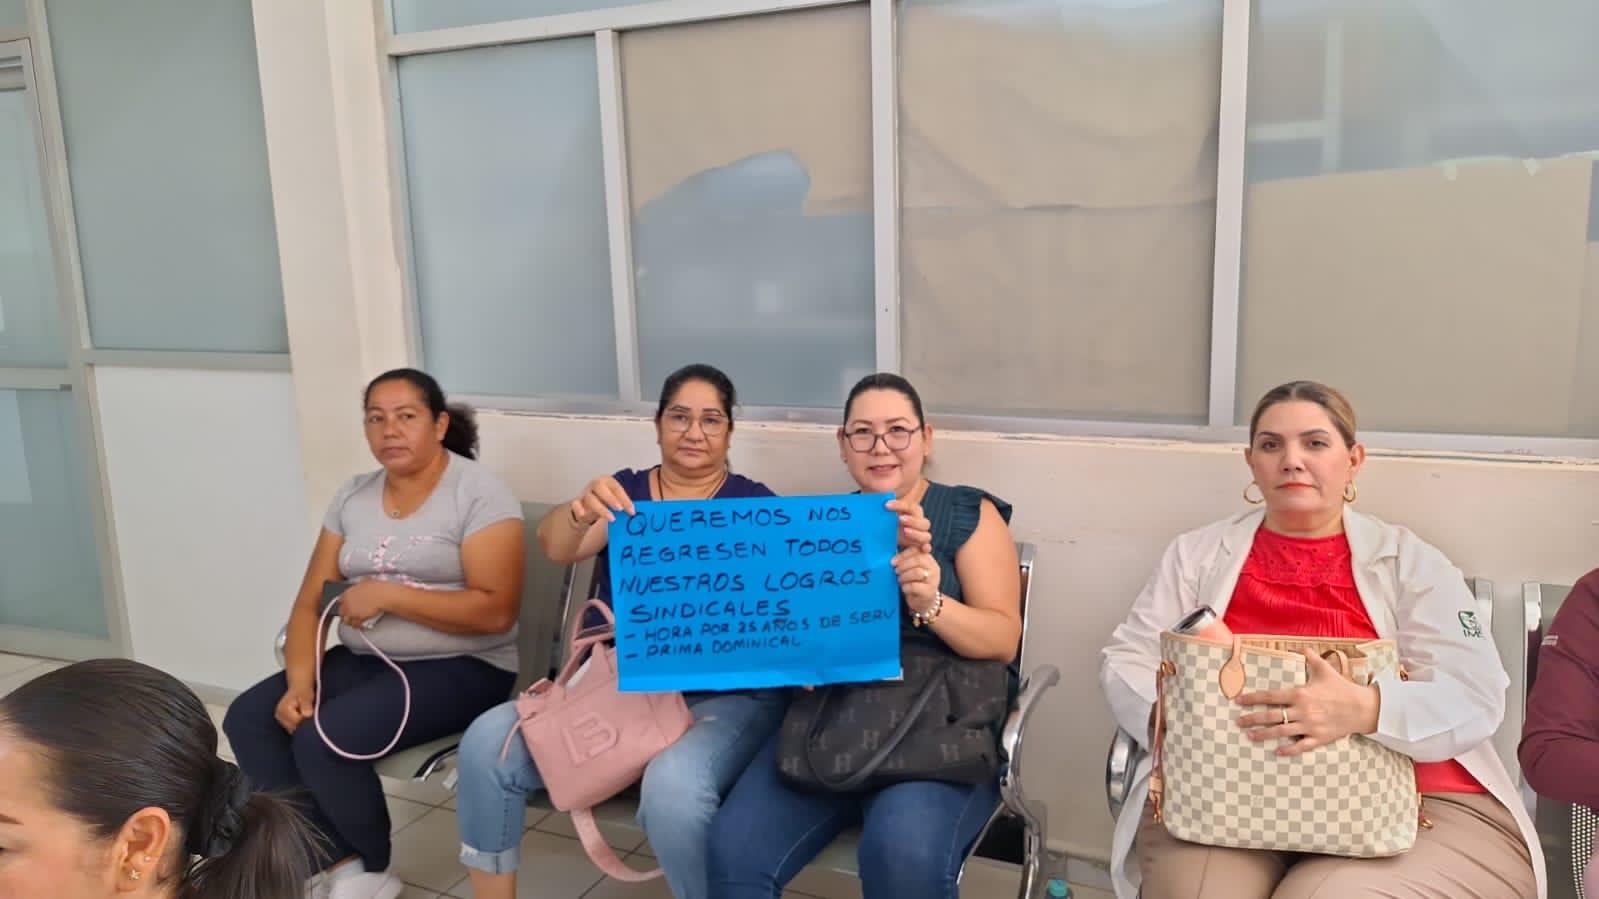 QUEREMOS NOS
REGRESEN TODOS
NUESTROS LOGROS
SINDICALES
- HORA POR 25 AÑOS DE SERV
- PRIMA DOMINICAL